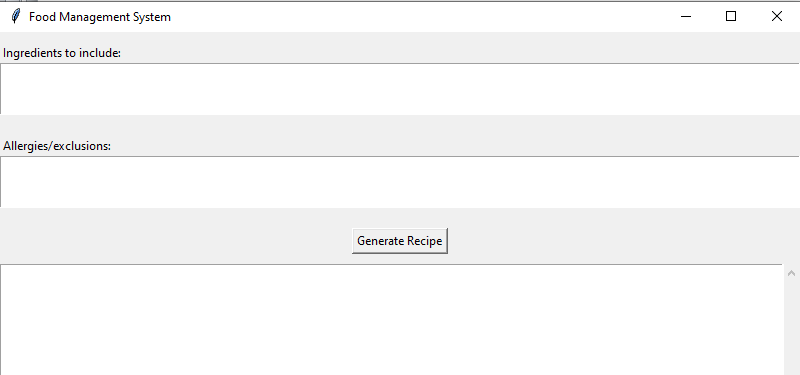 Food Management System
Ingredients to include:
Allergies/exclusions:
Generate Recipe